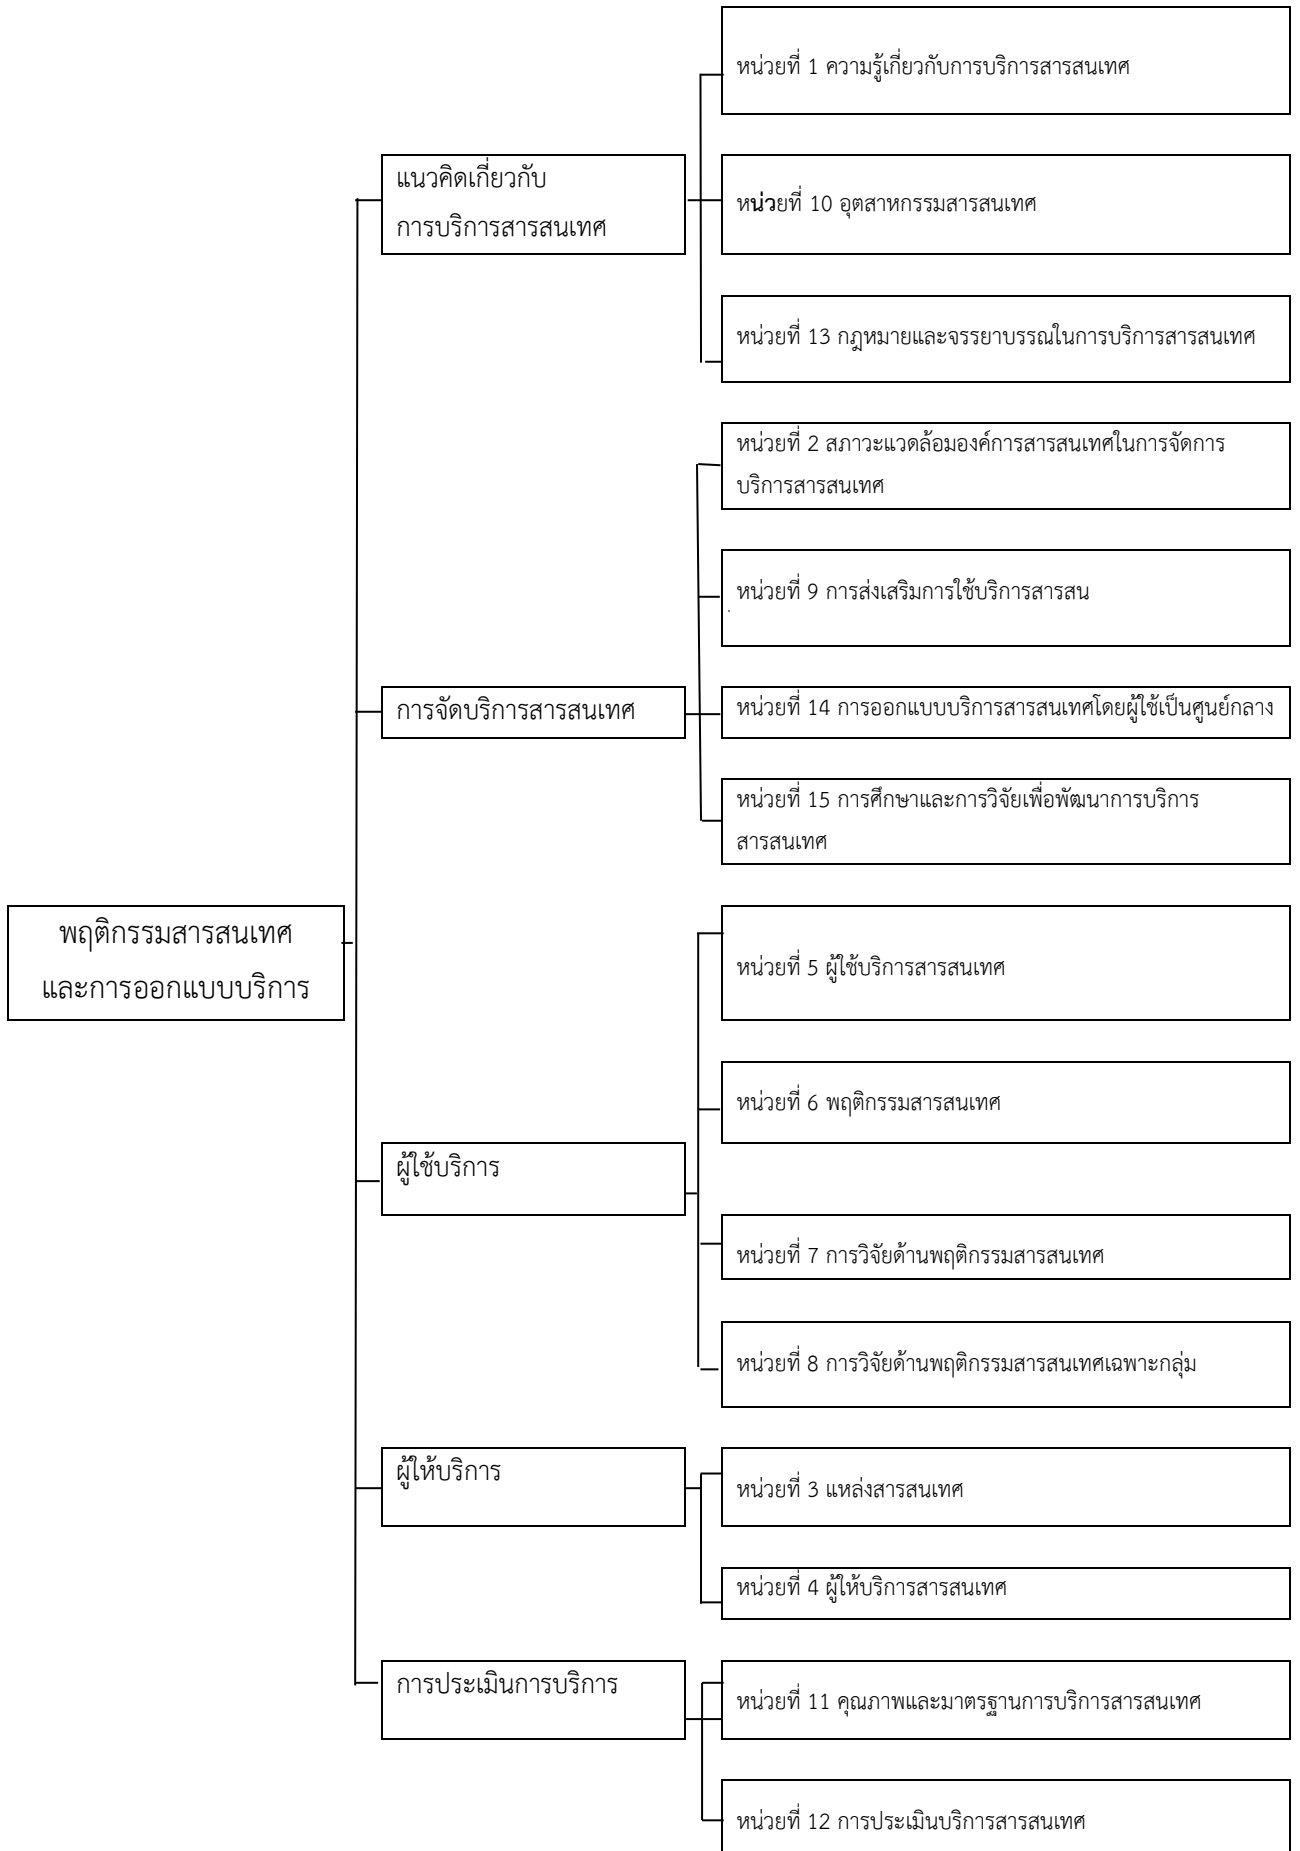 หน่วยที่ 1 ความรู้เกี่ยวกับการบริการสารสนเทศ
แนวคิดเกี่ยวกับ
การบริการสารสนเทศ
หน่วยที่ 10 อุตสาหกรรมสารสนเทศ
หน่วยที่ 13 กฎหมายและจรรยาบรรณในการบริการสารสนเทศ
หน่วยที่ 2 สภาวะแวดล้อมองค์การสารสนเทศในการจัดการ
บริการสารสนเทศ
หน่วยที่ 9 การส่งเสริมการใช้บริการสารสน
การจัดบริการสารสนเทศ
หน่วยที่ 14 การออกแบบบริการสารสนเทศโดยผู้ใช้เป็นศูนย์กลาง
หน่วยที่ 15 การศึกษาและการวิจัยเพื่อพัฒนาการบริการ
สารสนเทศ
พฤติกรรมสารสนเทศ
และการออกแบบบริการ
หน่วยที่ 5 ผู้ใช้บริการสารสนเทศ
หน่วยที่ 6 พฤติกรรมสารสนเทศ
ผู้ใช้บริการ
หน่วยที่ 7 การวิจัยด้านพฤติกรรมสารสนเทศ
หน่วยที่ 8 การวิจัยด้านพฤติกรรมสารสนเทศเฉพาะกลุ่ม
ผู้ให้บริการ
หน่วยที่ 3 แหล่งสารสนเทศ
หน่วยที่ 4 ผู้ให้บริการสารสนเทศ
การประเมินการบริการ
หน่วยที่ 11 คุณภาพและมาตรฐานการบริการสารสนเทศ
หน่วยที่ 12 การประเมินบริการสารสนเทศ